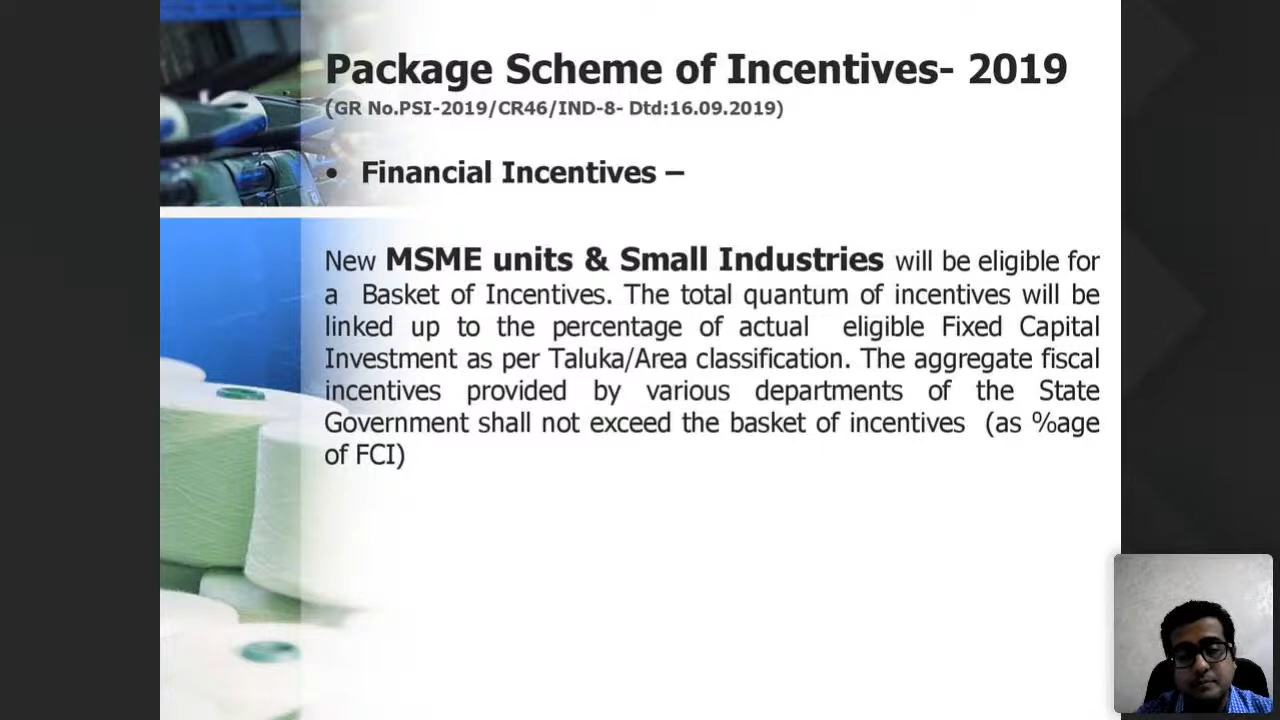 Package Scheme of Incentives- 2019
(GR No.PSI-2019/CR46/IND-8- Dtd:16.09.2019)
• Financial Incentives –
New MSME units & Small Industries will be eligible for
a Basket of Incentives. The total quantum of incentives will be
linked up to the percentage of actual eligible Fixed Capital
Investment as per Taluka/Area classification. The aggregate fiscal
incentives provided by various departments of the State
Government shall not exceed the basket of incentives (as %age
of FCI)